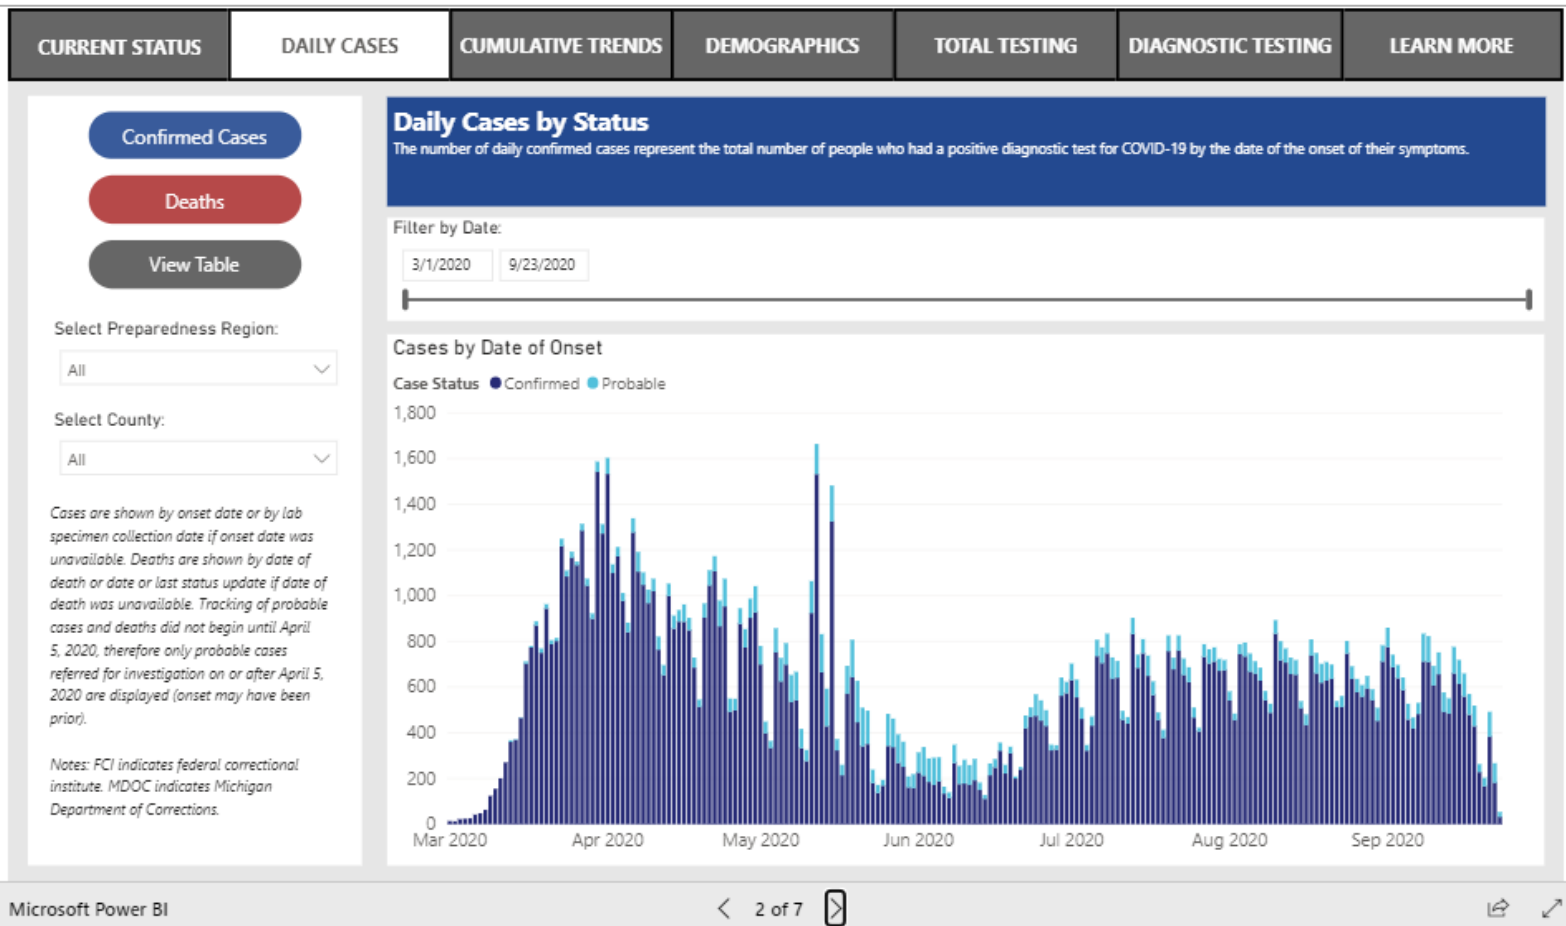 CURRENT STATUS
DAILY CASES
CUMULATIVE TRENDS
DEMOGRAPHICS
TOTAL TESTING
DIAGNOSTIC TESTING
LEARN MORE
Confirmed Cases
Deaths
View Table
Select Preparedness Region:
All
Select County:
All
Cases are shown by onset date or by lab
specimen collection date if onset date was
unavailable. Deaths are shown by date of
death or date or last status update if date of
death was unavailable. Tracking of probable
cases and deaths did not begin until April
5, 2020, therefore only probable cases
referred for investigation on or after April 5,
2020 are displayed (onset may have been
prior).
Notes: FCI indicates federal correctional
institute. MDOC indicates Michigan
Department of Corrections.
Daily Cases by Status
The number of daily confirmed cases represent the total number of people who had a positive diagnostic test for COVID-19 by the date of the onset of their symptoms.
Filter by Date:
3/1/2020 9/23/2020
Cases by Date of Onset
Case Status Confirmed Probable
1,800
1,600
1,400
1,200
1,000
800
600
400
200
0
Mar 2020 Apr 2020 May 2020 Jun 2020 Jul 2020 Aug 2020 Sep 2020
Microsoft Power BI
2 of 7